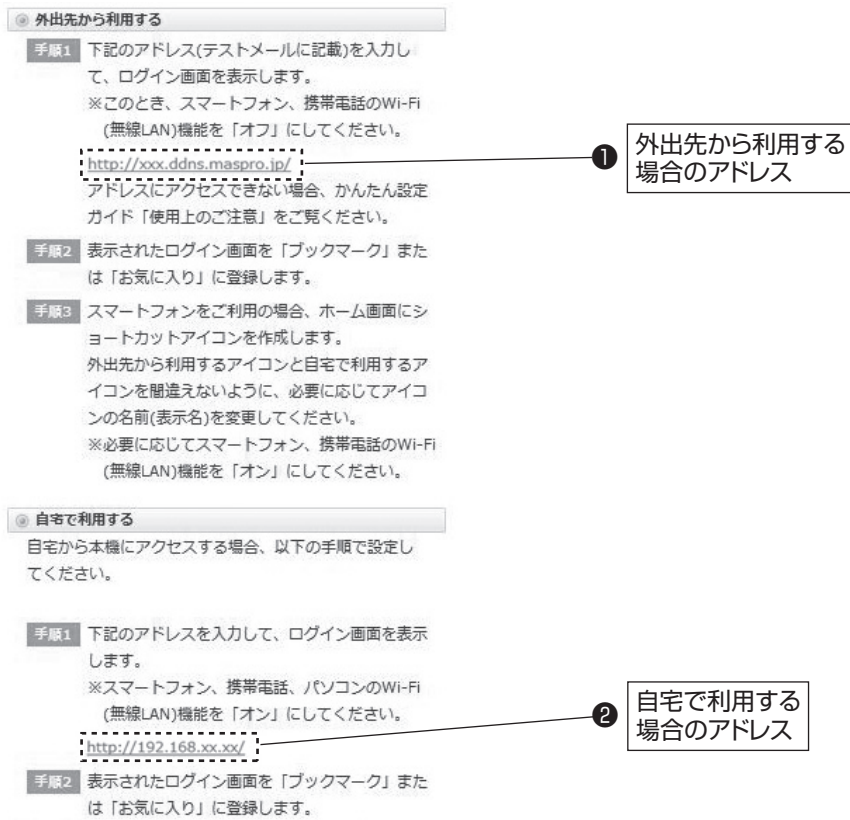 外出先から利用する
手順1 下記のアドレス(テストメールに記載)を入力し
て、ログイン画面を表示します。
※このとき、スマートフォン、携帯電話のWi-Fi
(無線LAN)機能を「オフ」にしてください。
http://xxx.ddns.maspro.jp/
❶ 外出先から利用する
場合のアドレス
アドレスにアクセスできない場合、かんたん設定
ガイド「使用上のご注意」をご覧ください。
手順2 表示されたログイン画面を「ブックマーク」また
は「お気に入り」に登録します。
手順3 スマートフォンをご利用の場合、ホーム画面にシ
ョートカットアイコンを作成します。
外出先から利用するアイコンと自宅で利用するア
イコンを間違えないように、必要に応じてアイコ
ンの名前(表示名)を変更してください。
※必要に応じてスマートフォン、携帯電話のWi-Fi
(無線LAN)機能を「オン」にしてください。
自宅で利用する
自宅から本機にアクセスする場合、以下の手順で設定し
てください。
手順1 下記のアドレスを入力して、ログイン画面を表示
します。
※スマートフォン、携帯電話、パソコンのWi-Fi
(無線LAN)機能を「オン」にしてください。
http://192.168.xx.xx/
❷ 自宅で利用する
場合のアドレス
手順2 表示されたログイン画面を「ブックマーク」また
は「お気に入り」に登録します。